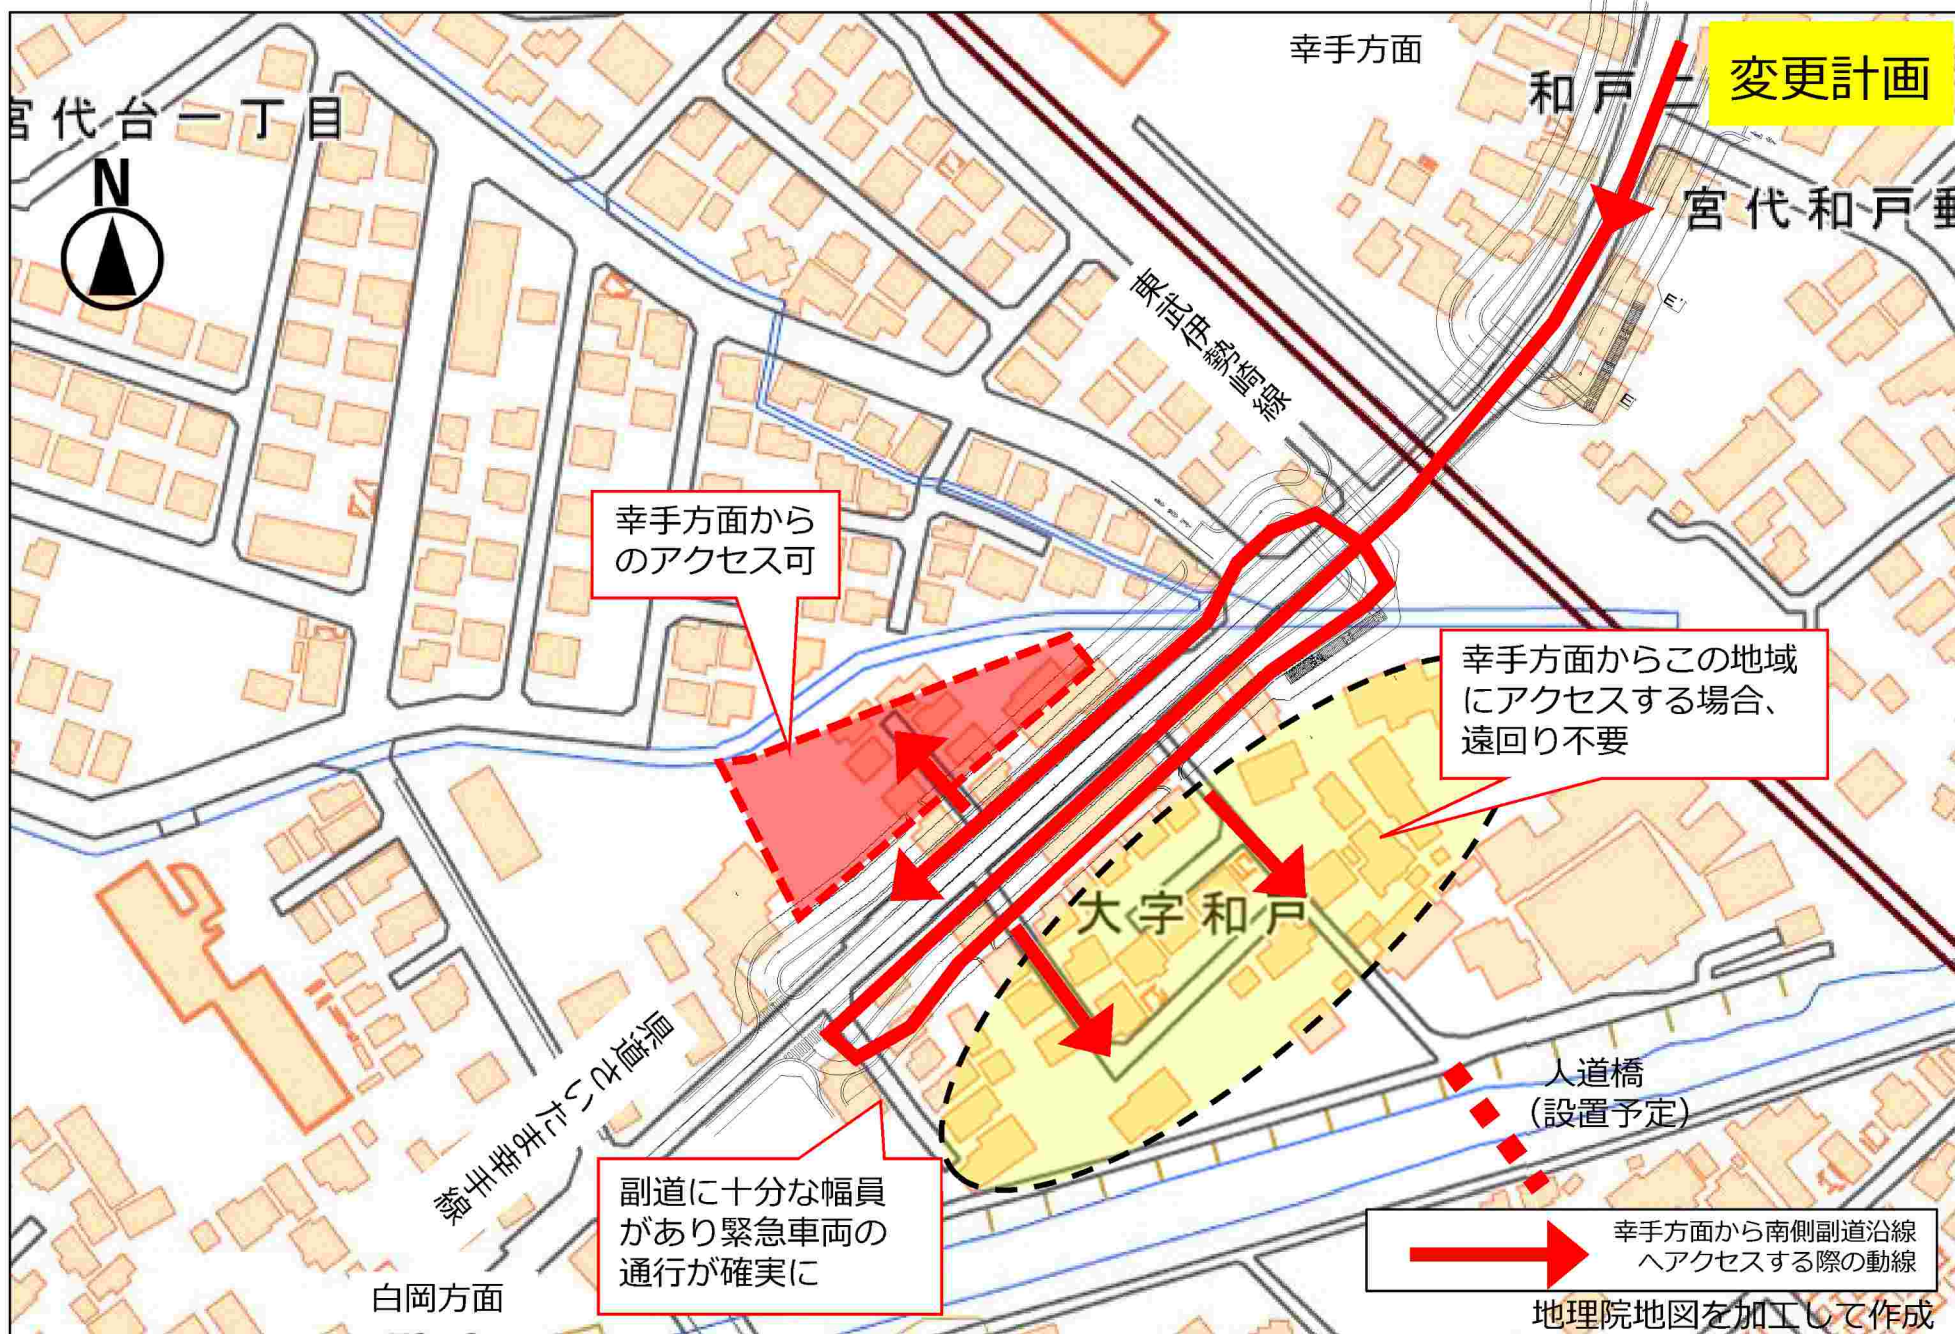 幸手方面
変更計画
和戸二
宮代台一丁目
N
宮代和戸郵
E'
E
東武伊勢崎線
幸手方面から
のアクセス可
幸手方面からこの地域
にアクセスする場合、
遠回り不要
大字和戸
県道さいたま幸手線
人道橋
（設置予定）
副道に十分な幅員
があり緊急車両の
通行が確実に
幸手方面から南側副道沿線
へアクセスする際の動線
白岡方面
地理院地図を加工して作成